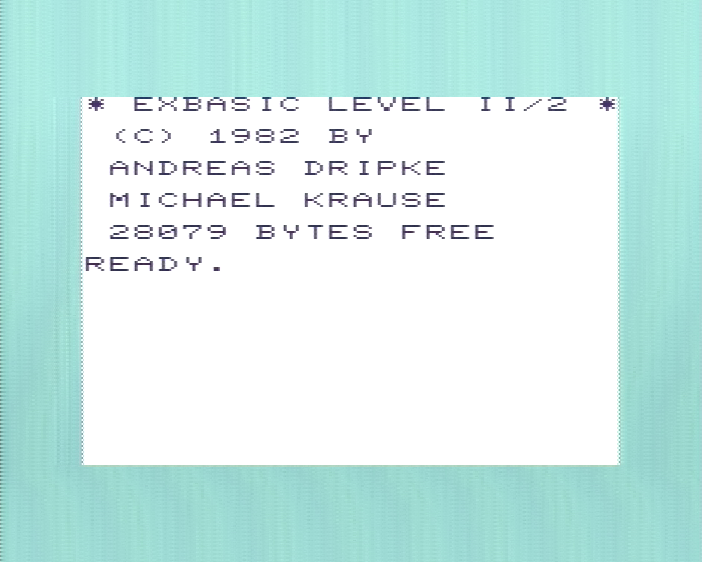 * EXBASIC LEVEL II/2 *
(C) 1982 BY
ANDREAS DRIPKE
MICHAEL KRAUSE
28079 BYTES FREE
READY.